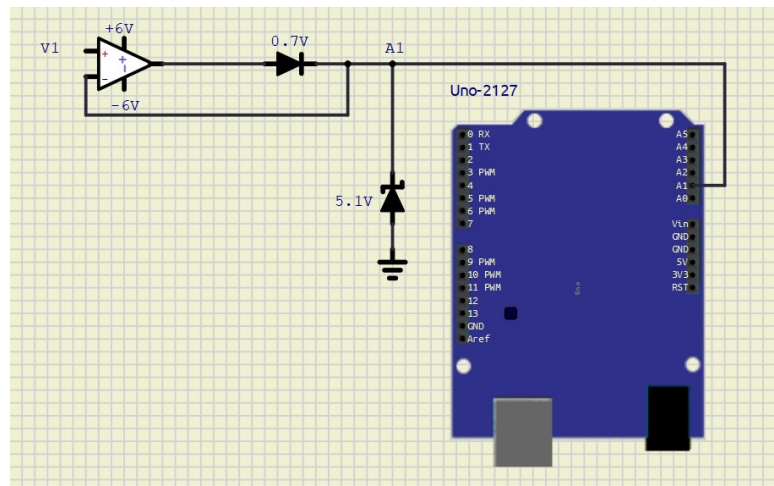 V1
+6V
-6V
0.7V
A1
5.1V
Uno-2127
0 RX
1 TX
2
3 PWM
4
5 PWM
6 PWM
7
8
9 PWM
10 PWM
11 PWM
12
13
GND
Aref
A5
A4
A3
A2
A1
A0
Vin
GND
GND
5V
3V3
RST
Uno